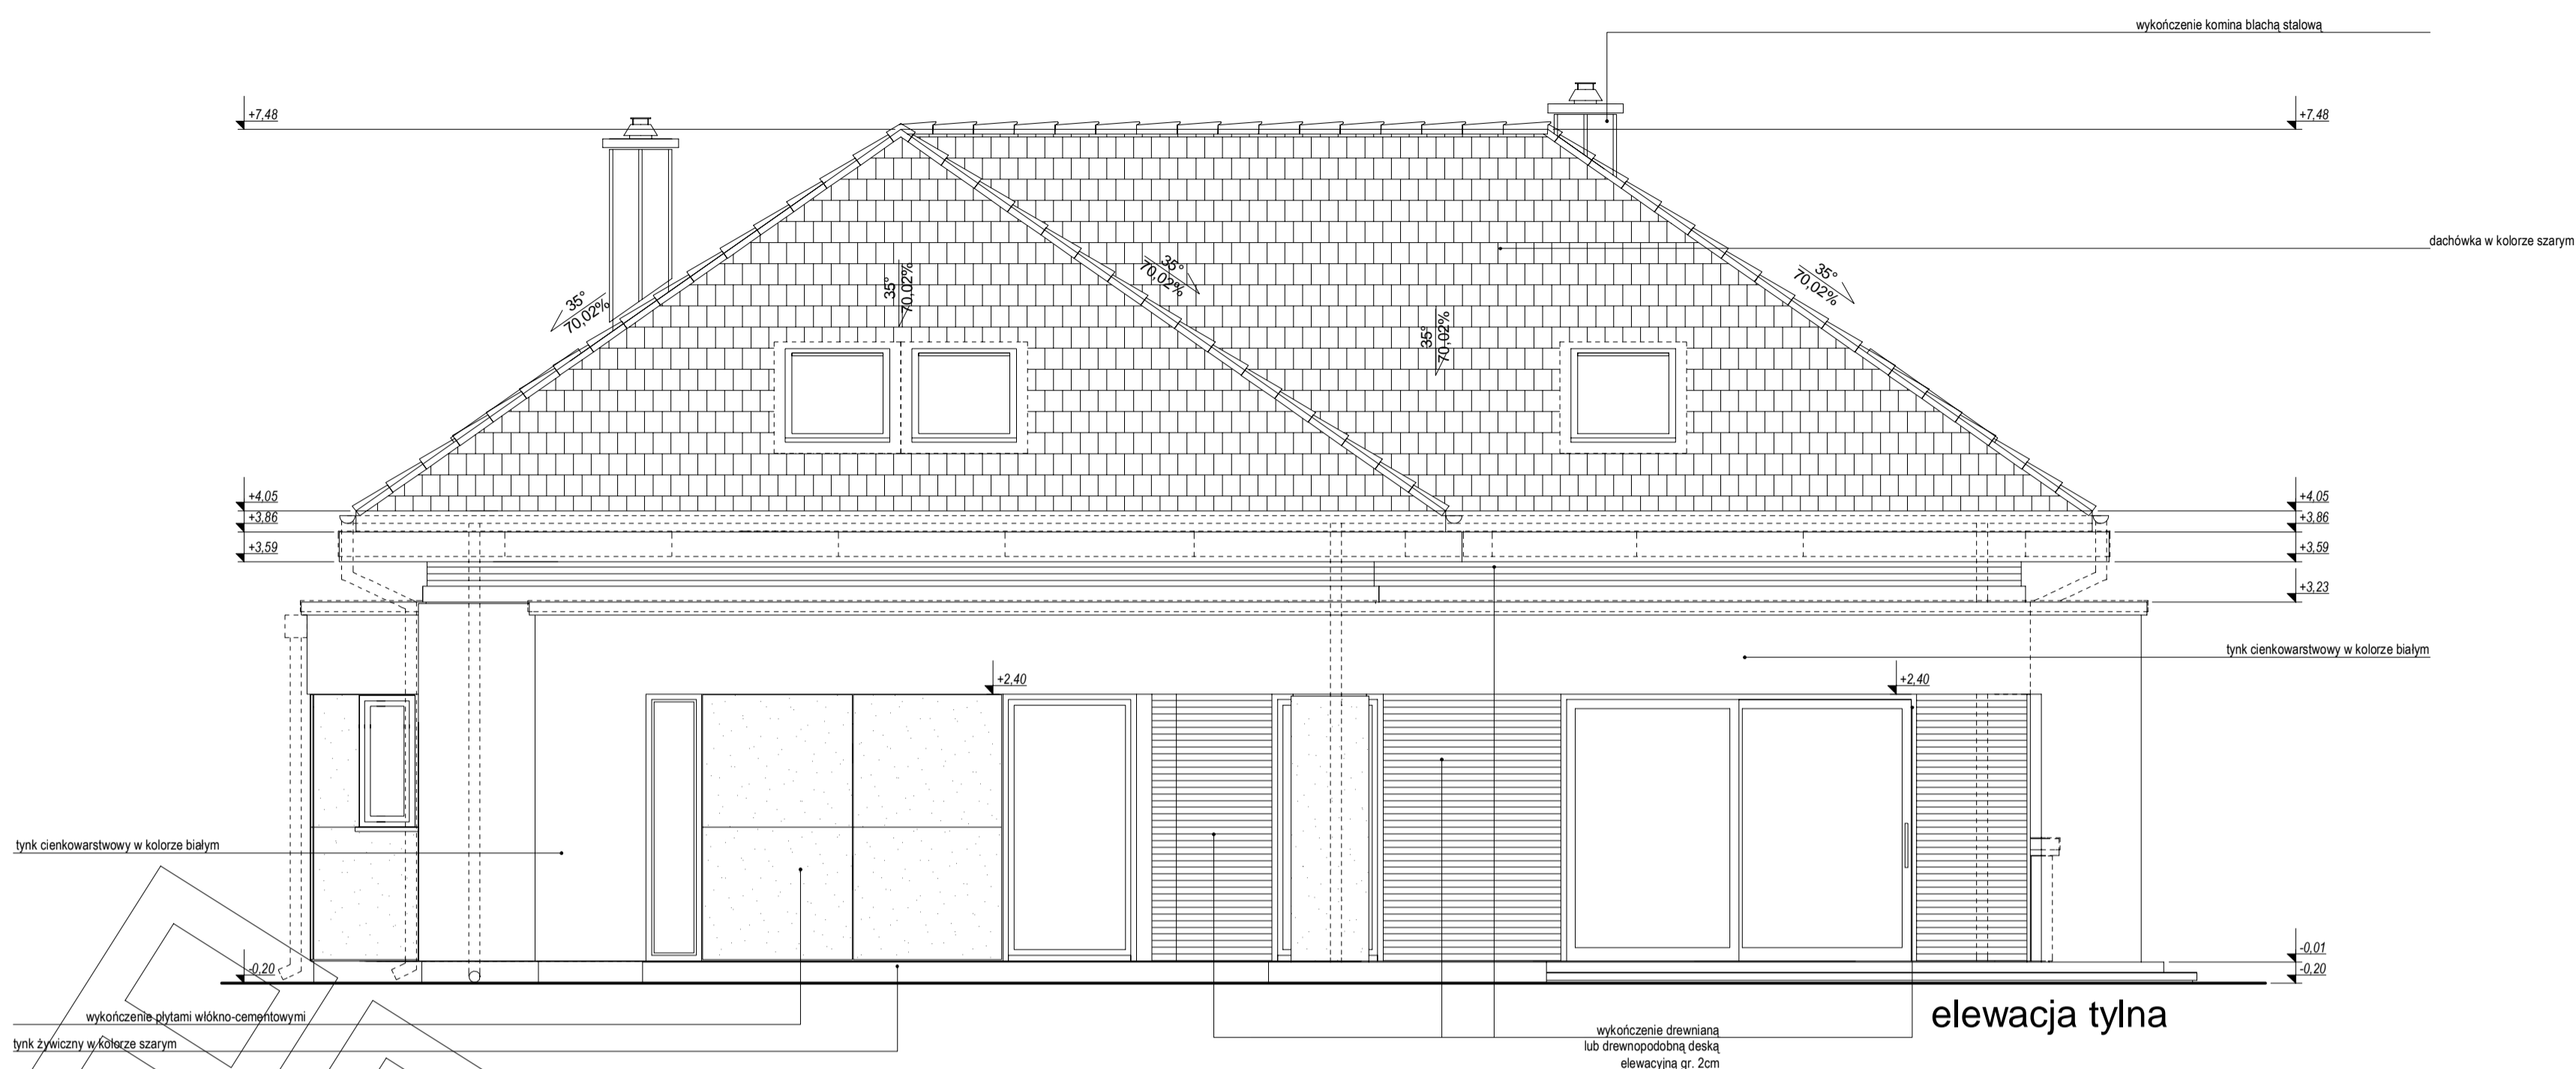 wykończenie komina blachą stalową
+7,48
+7,48
dachówka w kolorze szarym
35°
70,02%
35°
70,02%
35°
70,02%
35°
70,02%
35°
70,02%
+4,05
+4,05
+3,86
+3,86
+3,59
+3,59
+3,23
tynk cienkowarstwowy w kolorze białym
+2,40
+2,40
tynk cienkowarstwowy w kolorze białym
-0,01
-0,20
-0,20
elewacja tylna
wykończenie płytami włókno-cementowymi
tynk żywiczny w kolorze szarym
wykończenie drewnianą
lub drewnopodobną deską
elewacyjną gr. 2cm